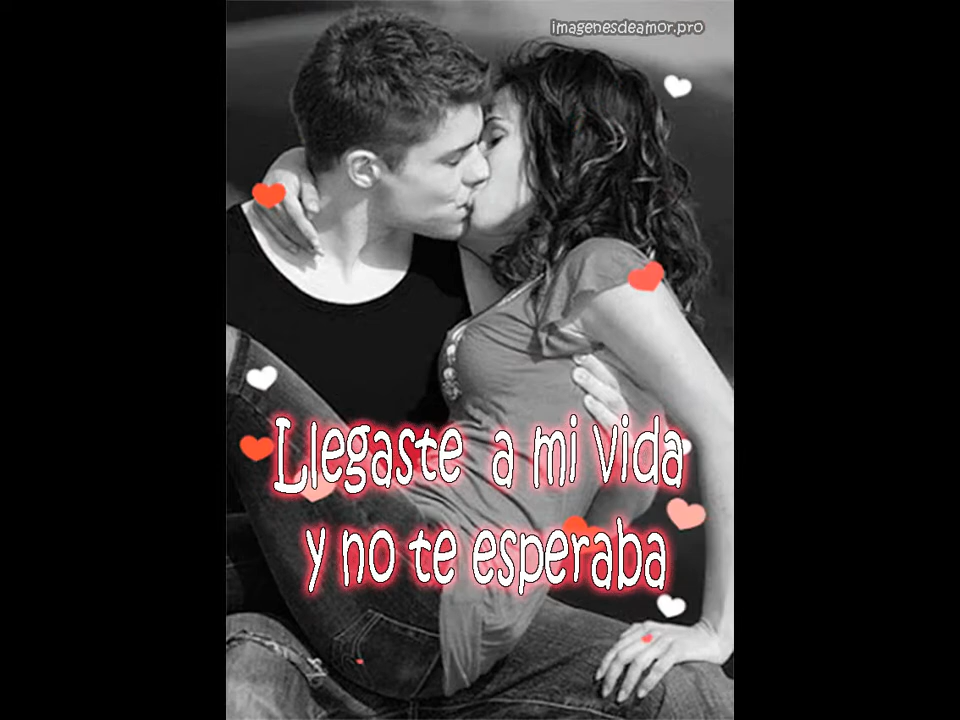 imagenesdeamor.pro
Llegaste a mi vida
y no te esperaba